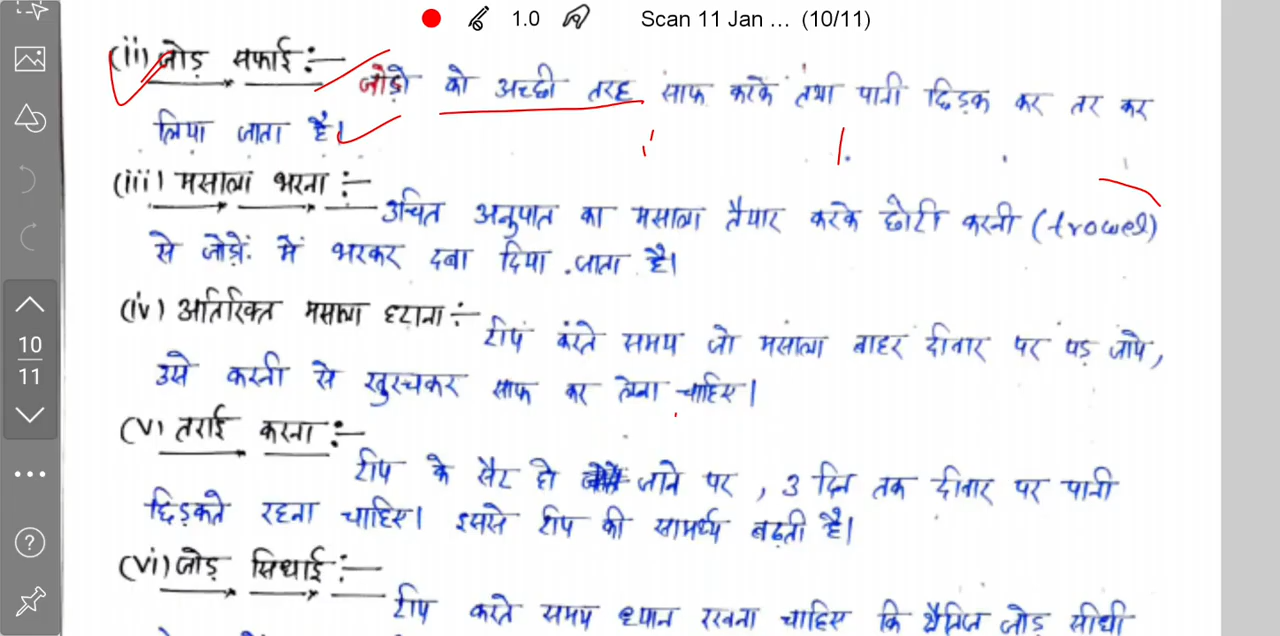 1.0 Scan 11 Jan … (10/11)
(ii) जोड़ सफाई :— जोड़ो को अच्छी तरह साफ करके तथा पानी छिड़क कर तर कर
लिया जाता है।
(iii) मसाला भरना :— उचित अनुपात का मसाला तैयार करके छोटी करनी (trowel)
से जोड़ों में भरकर दबा दिया जाता है।
(iv) अतिरिक्त मसाला हटाना :— टीप करते समय जो मसाला बाहर दीवार पर पड़ जाये,
उसे करनी से खुरचकर साफ कर लेना चाहिए।
(v) तराई करना :—
टीप के सैट हो जाने पर, 3 दिन तक दीवार पर पानी
छिड़कते रहना चाहिए। इससे टीप की सामर्थ्य बढ़ती है।
(vi) जोड़ सिधाई :—
टीप करते समय ध्यान रखना चाहिए कि क्षैतिज जोड़ सीधी
10
11